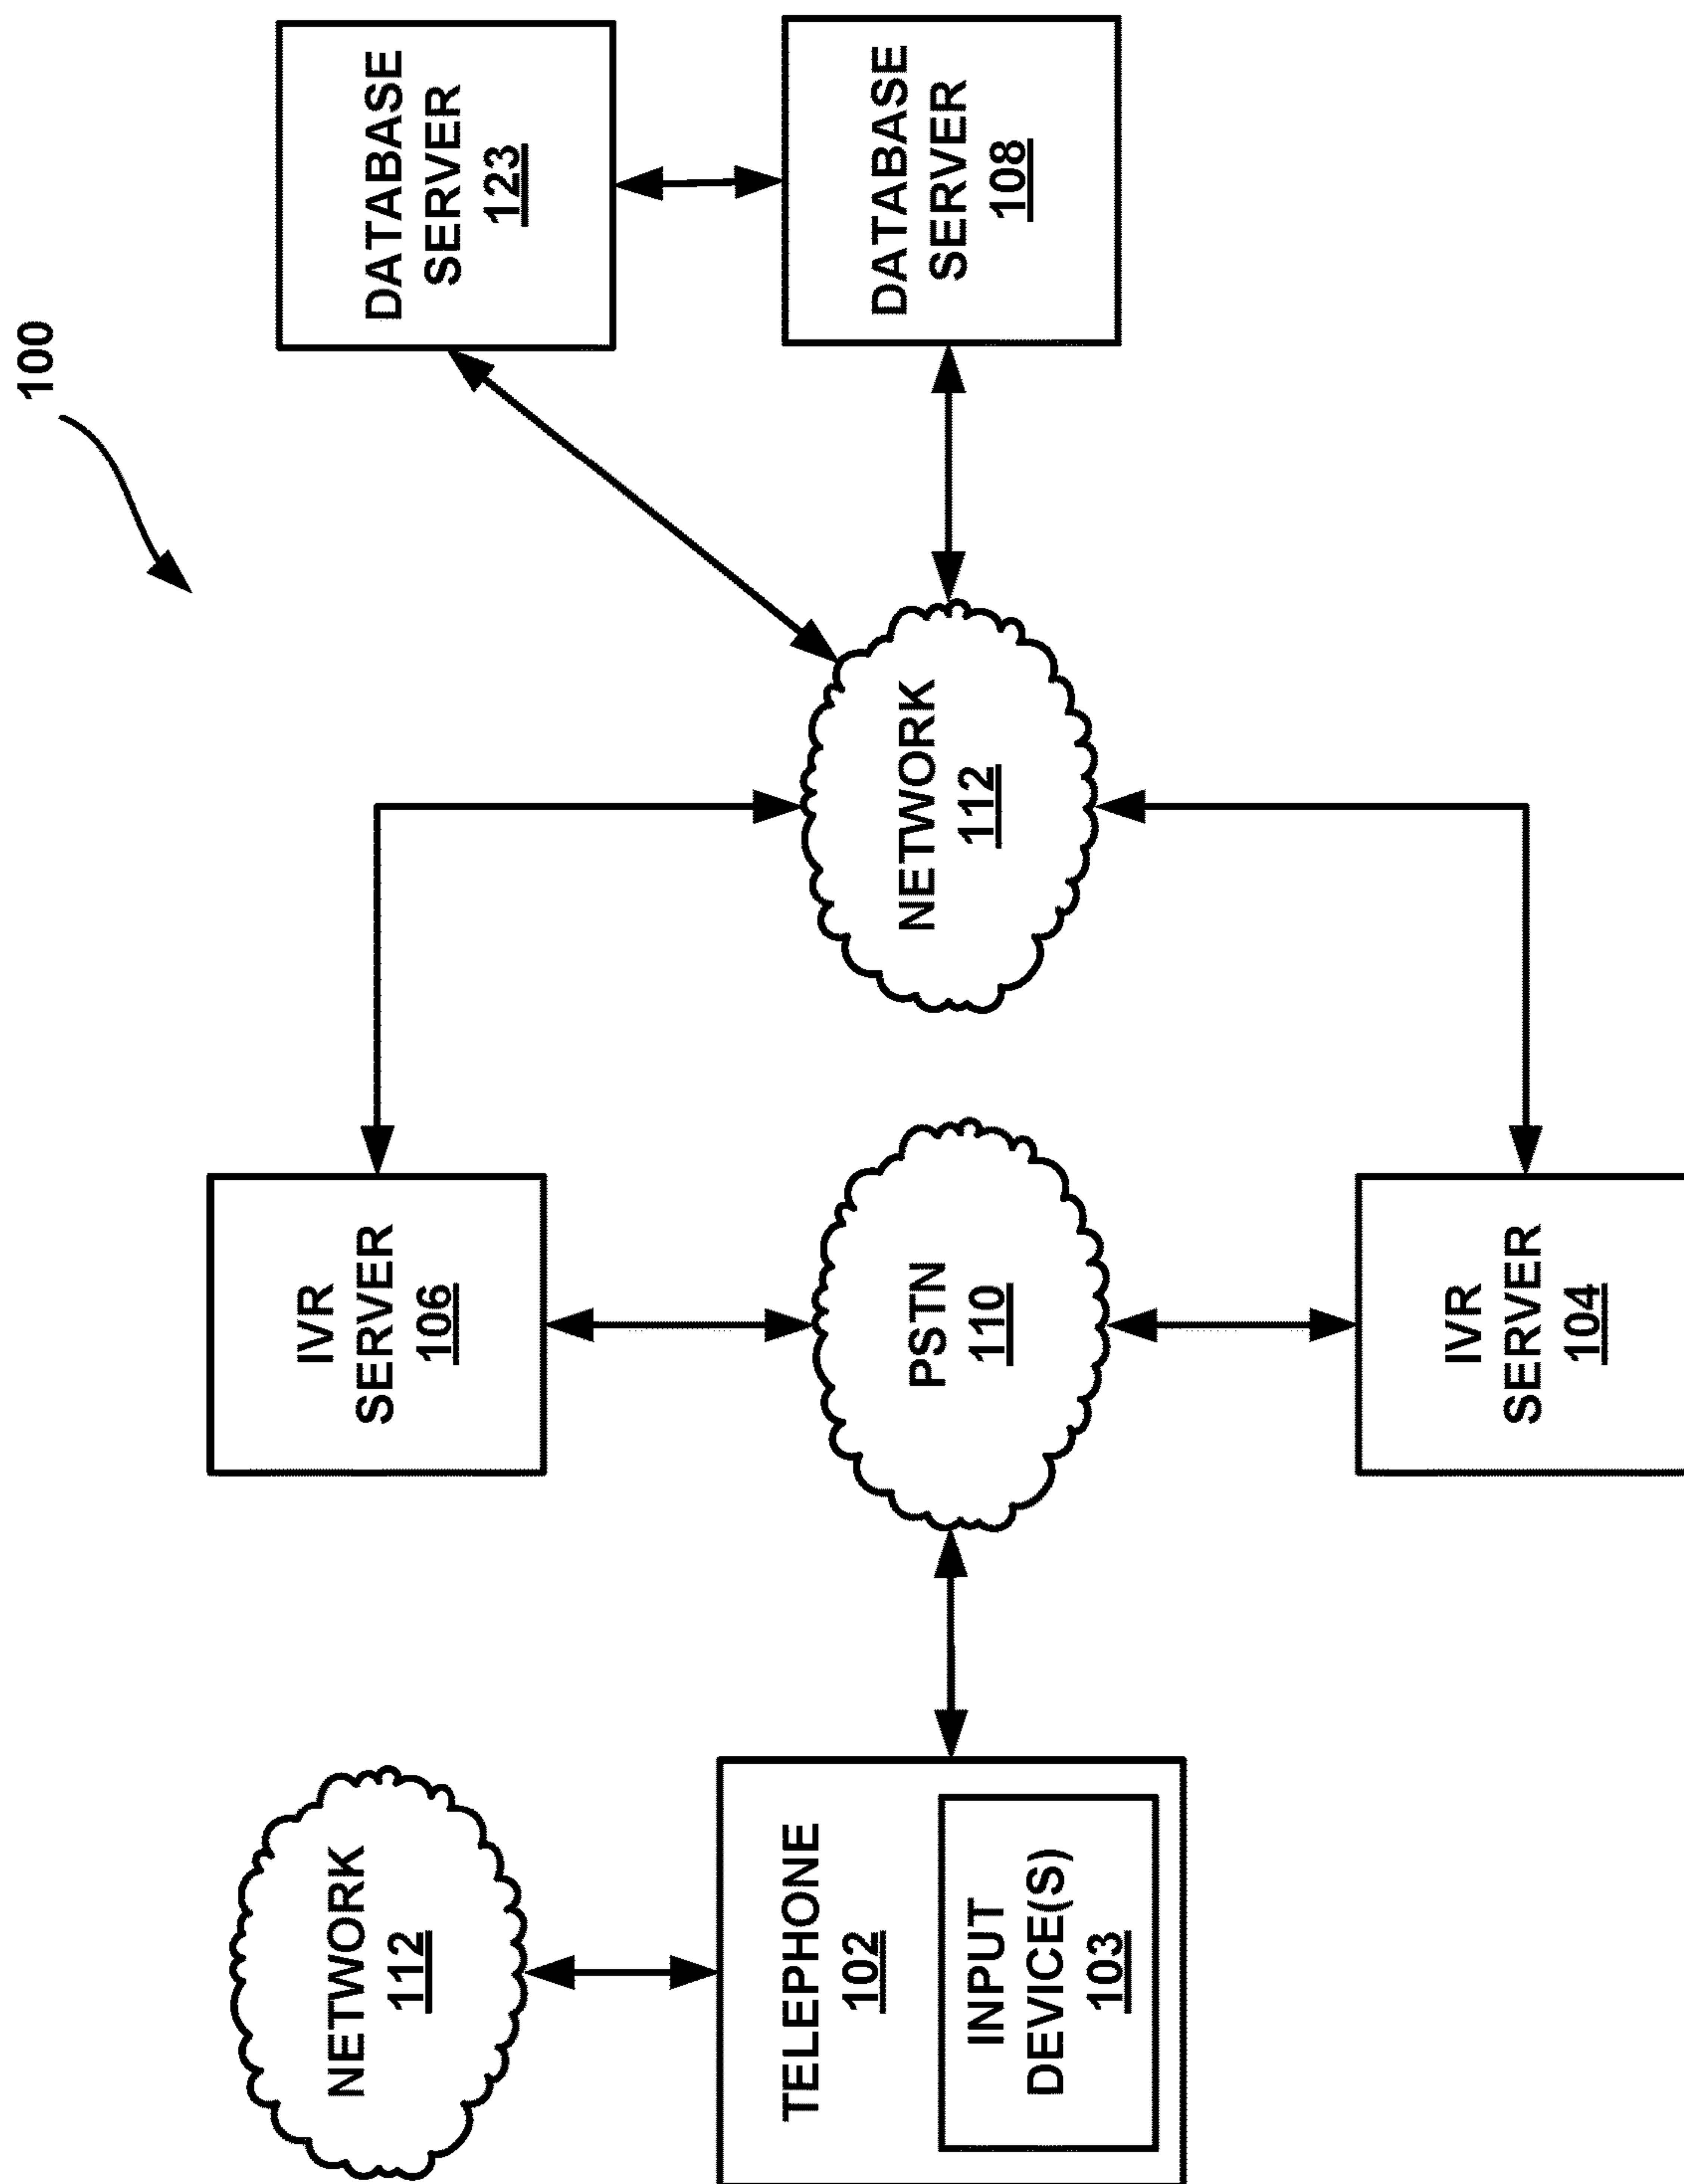 100
NETWORK
112
TELEPHONE
102
INPUT
DEVICE(S)
103
IVR
SERVER
106
PSTN
110
IVR
SERVER
104
NETWORK
112
DATABASE
SERVER
123
DATABASE
SERVER
108